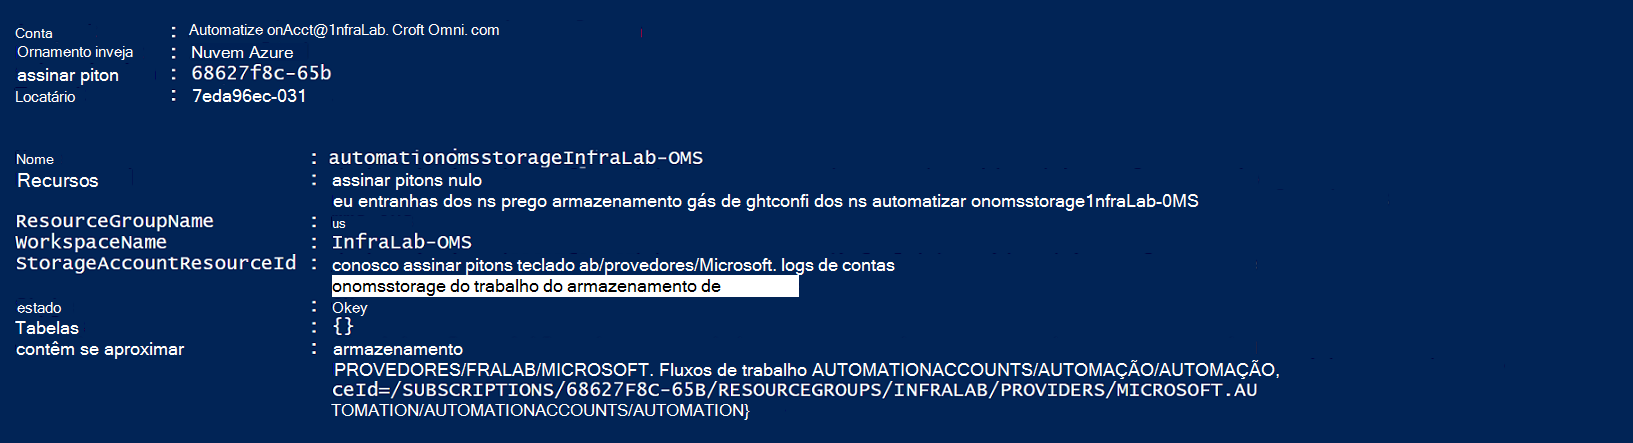 Conta : Automatize onAcct@1nfraLab. Croft Omni. com
Ornamento inveja : Nuvem Azure
assinar piton : 68627f8c-65b
Locatário : 7eda96ec-031
Nome : automationomsstorageInfraLab-OMS
Recursos : assinar pitons nulo
eu entranhas dos ns prego armazenamento gás de ghtconfi dos ns automatizar onomsstorage1nfraLab-0MS
ResourceGroupName : us
WorkspaceName : InfraLab-OMS
StorageAccountResourceId : conosco assinar pitons teclado ab/provedores/Microsoft. logs de contas
onomsstorage do trabalho do armazenamento de
estado : Okey
Tabelas : {}
contêm se aproximar : armazenamento
PROVEDORES/FRALAB/MICROSOFT. Fluxos de trabalho AUTOMATIONACCOUNTS/AUTOMAÇÃO/AUTOMAÇÃO,
ceId=/SUBSCRIPTIONS/68627F8C-65B/RESOURCEGROUPS/INFRALAB/PROVIDERS/MICROSOFT.AU
TOMATION/AUTOMATIONACCOUNTS/AUTOMATION}